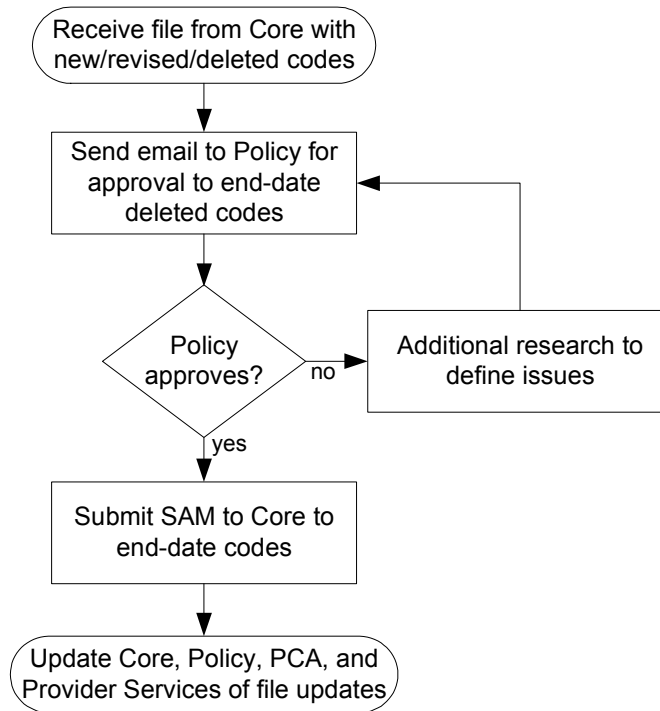 Receive file from Core with
new/revised/deleted codes
Send email to Policy for
approval to end-date
deleted codes
Policy
approves?
no
Additional research to
define issues
yes
Submit SAM to Core to
end-date codes
Update Core, Policy, PCA, and
Provider Services of file updates